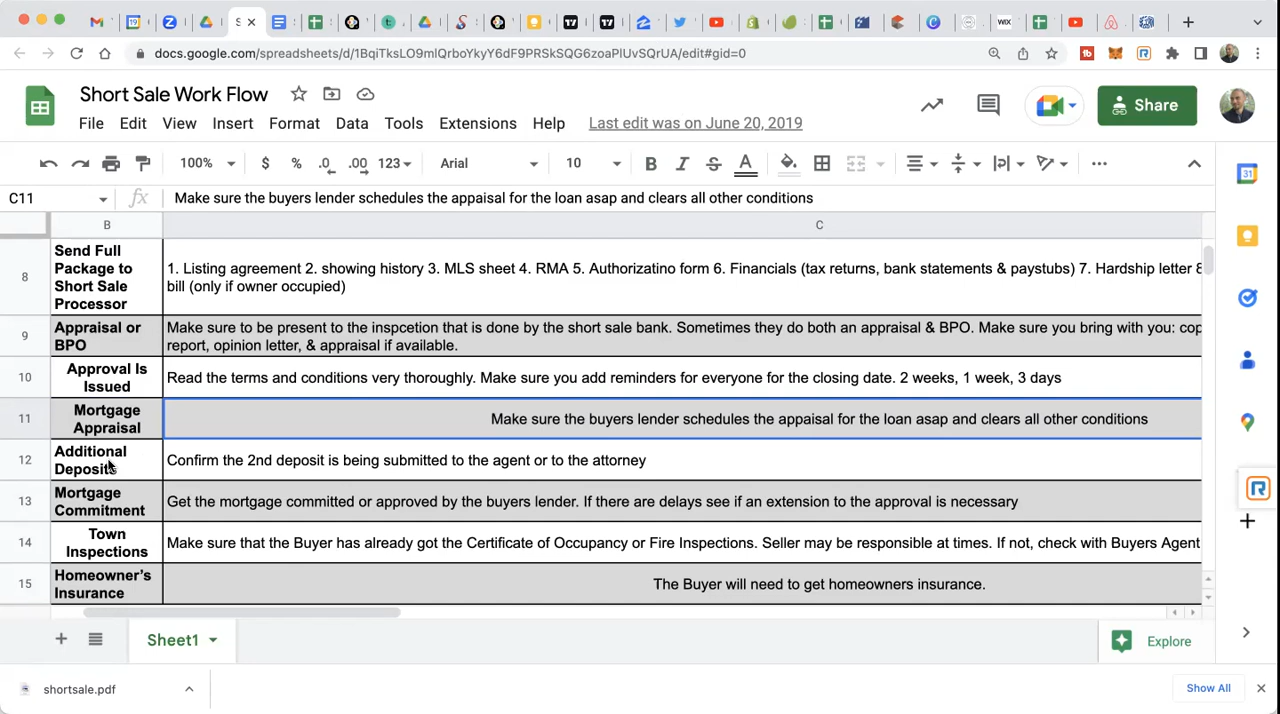 docs.google.com/spreadsheets/d/1BqiTksLO9mlQrboYkyY6dF9PRSkSQG6zoaPlUvSQrUA/edit#gid=0
Short Sale Work Flow
File Edit View Insert Format Data Tools Extensions Help Last edit was on June 20, 2019
Share
100% $ % .0 .00 123 Arial 10 B I S A
C11 fx Make sure the buyers lender schedules the appaisal for the loan asap and clears all other conditions
B C
8 Send Full Package to Short Sale Processor
1. Listing agreement 2. showing history 3. MLS sheet 4. RMA 5. Authorizatino form 6. Financials (tax returns, bank statements & paystubs) 7. Hardship letter 8
bill (only if owner occupied)
9 Appraisal or BPO
Make sure to be present to the inspcetion that is done by the short sale bank. Sometimes they do both an appraisal & BPO. Make sure you bring with you: cop
report, opinion letter, & appraisal if available.
10 Approval Is Issued
Read the terms and conditions very thoroughly. Make sure you add reminders for everyone for the closing date. 2 weeks, 1 week, 3 days
11 Mortgage Appraisal
Make sure the buyers lender schedules the appaisal for the loan asap and clears all other conditions
12 Additional Deposits
Confirm the 2nd deposit is being submitted to the agent or to the attorney
13 Mortgage Commitment
Get the mortgage committed or approved by the buyers lender. If there are delays see if an extension to the approval is necessary
14 Town Inspections
Make sure that the Buyer has already got the Certificate of Occupancy or Fire Inspections. Seller may be responsible at times. If not, check with Buyers Agent
15 Homeowner's Insurance
The Buyer will need to get homeowners insurance.
Sheet1
Explore
shortsale.pdf
Show All